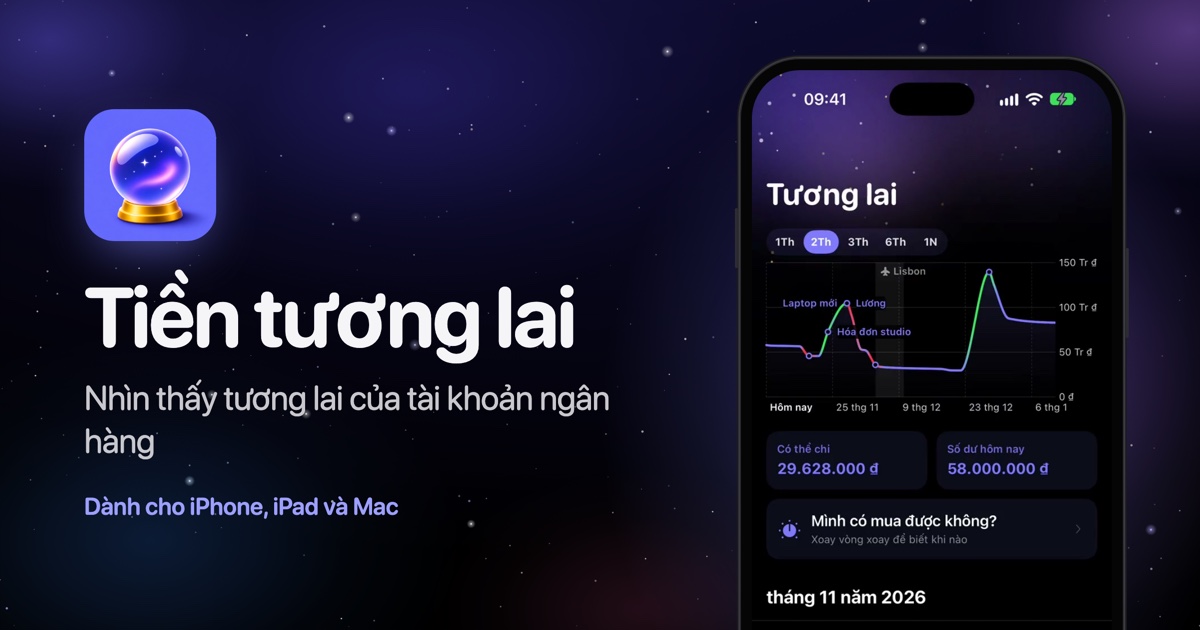 Tiền tương lai
Nhìn thấy tương lai của tài khoản ngân
hàng
Dành cho iPhone, iPad và Mac
09:41
Tương lai
1Th 2Th 3Th 6Th 1N
150 Tr ₫
Lisbon
Laptop mới Lương
100 Tr ₫
Hóa đơn studio
50 Tr ₫
0 ₫
Hôm nay 25 thg 11 9 thg 12 23 thg 12 6 thg 1
Có thể chi
29.628.000 ₫
Số dư hôm nay
58.000.000 ₫
Mình có mua được không?
Xoay vòng xoay để biết khi nào
tháng 11 năm 2026